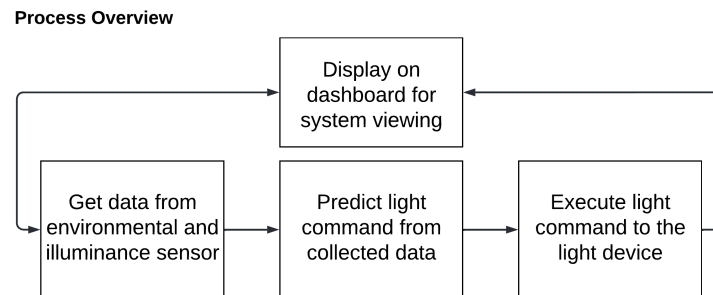 Process Overview
Display on
dashboard for
system viewing
Get data from
environmental and
illuminance sensor
Predict light
command from
collected data
Execute light
command to the
light device